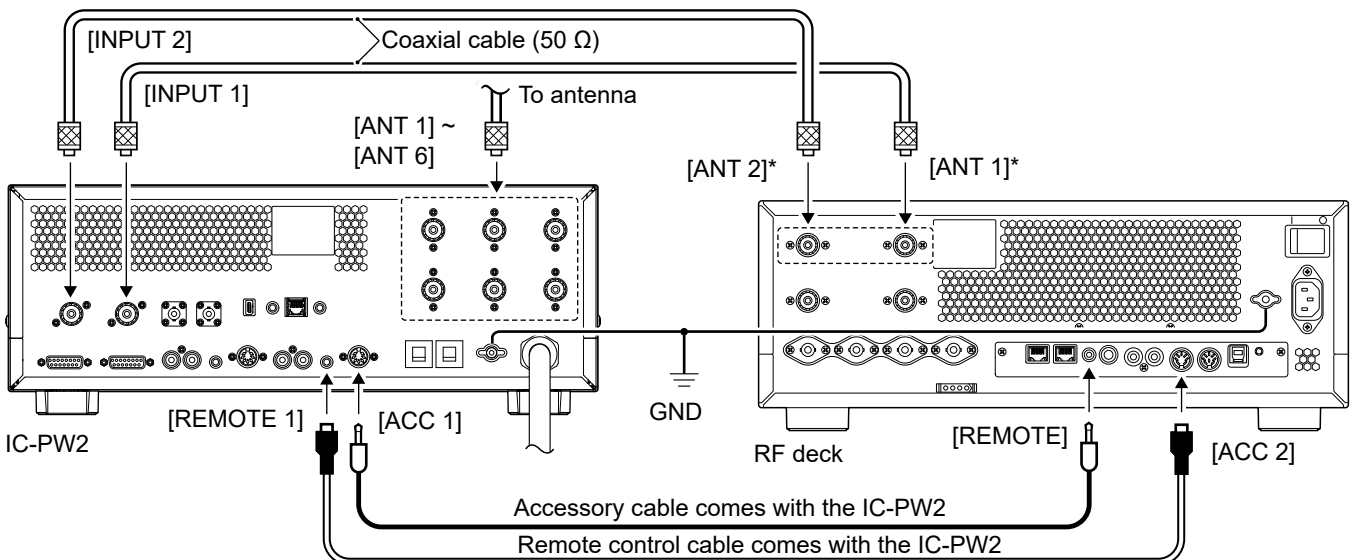 [INPUT 2]
Coaxial cable (50 Ω)
[INPUT 1]
To antenna
[ANT 1] ~
[ANT 6]
[ANT 2]*
[ANT 1]*
[REMOTE 1]
[ACC 1]
GND
[REMOTE]
[ACC 2]
IC-PW2
RF deck
Accessory cable comes with the IC-PW2
Remote control cable comes with the IC-PW2